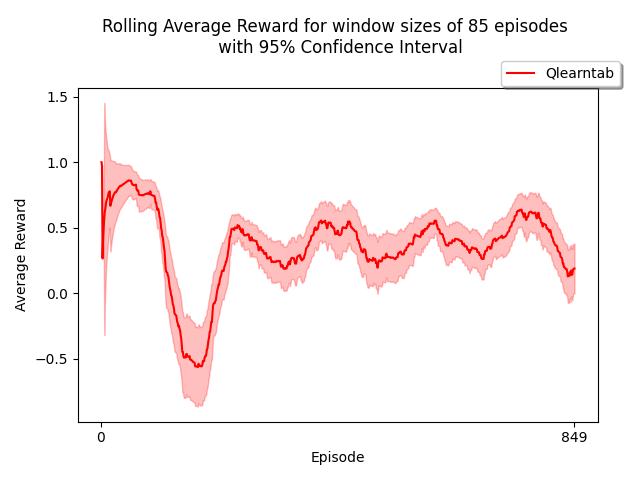 Rolling Average Reward for window sizes of 85 episodes
with 95% Confidence Interval
Qlearntab
1.5
1.0
0.5
0.0
−0.5
Average Reward
0
849
Episode